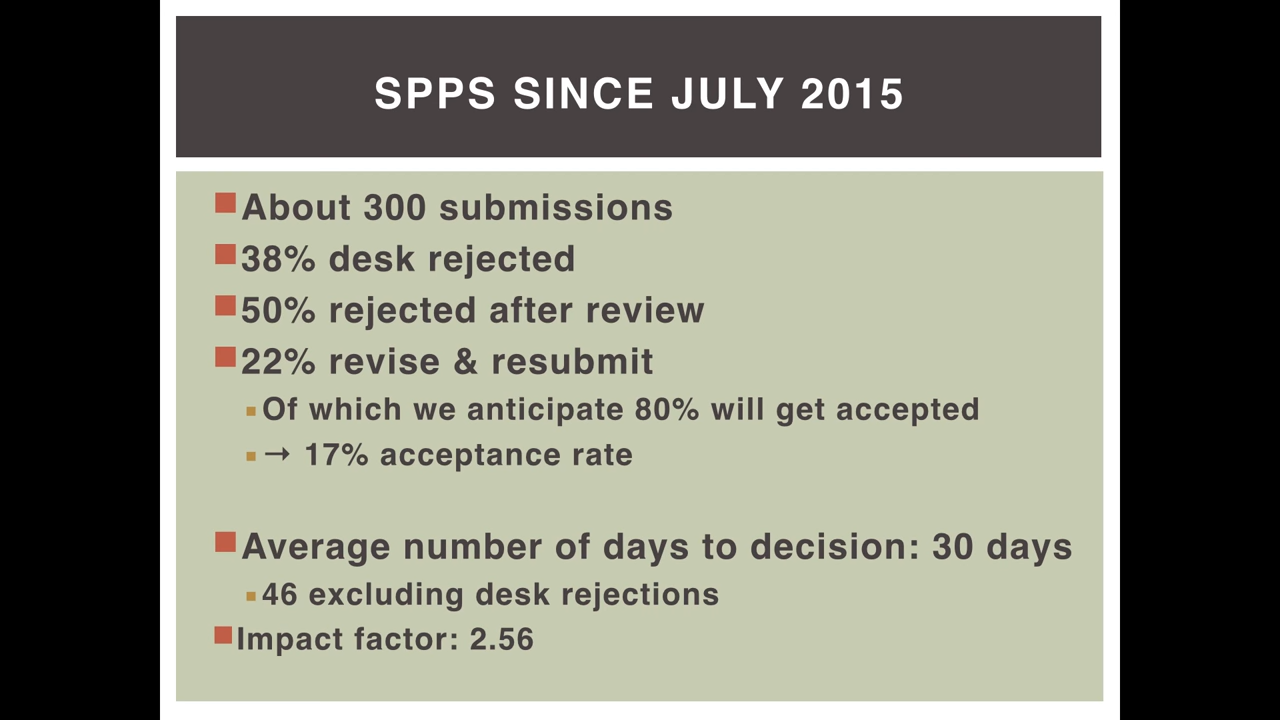 SPPS SINCE JULY 2015
About 300 submissions
38% desk rejected
50% rejected after review
22% revise & resubmit
Of which we anticipate 80% will get accepted
→ 17% acceptance rate
Average number of days to decision: 30 days
46 excluding desk rejections
Impact factor: 2.56